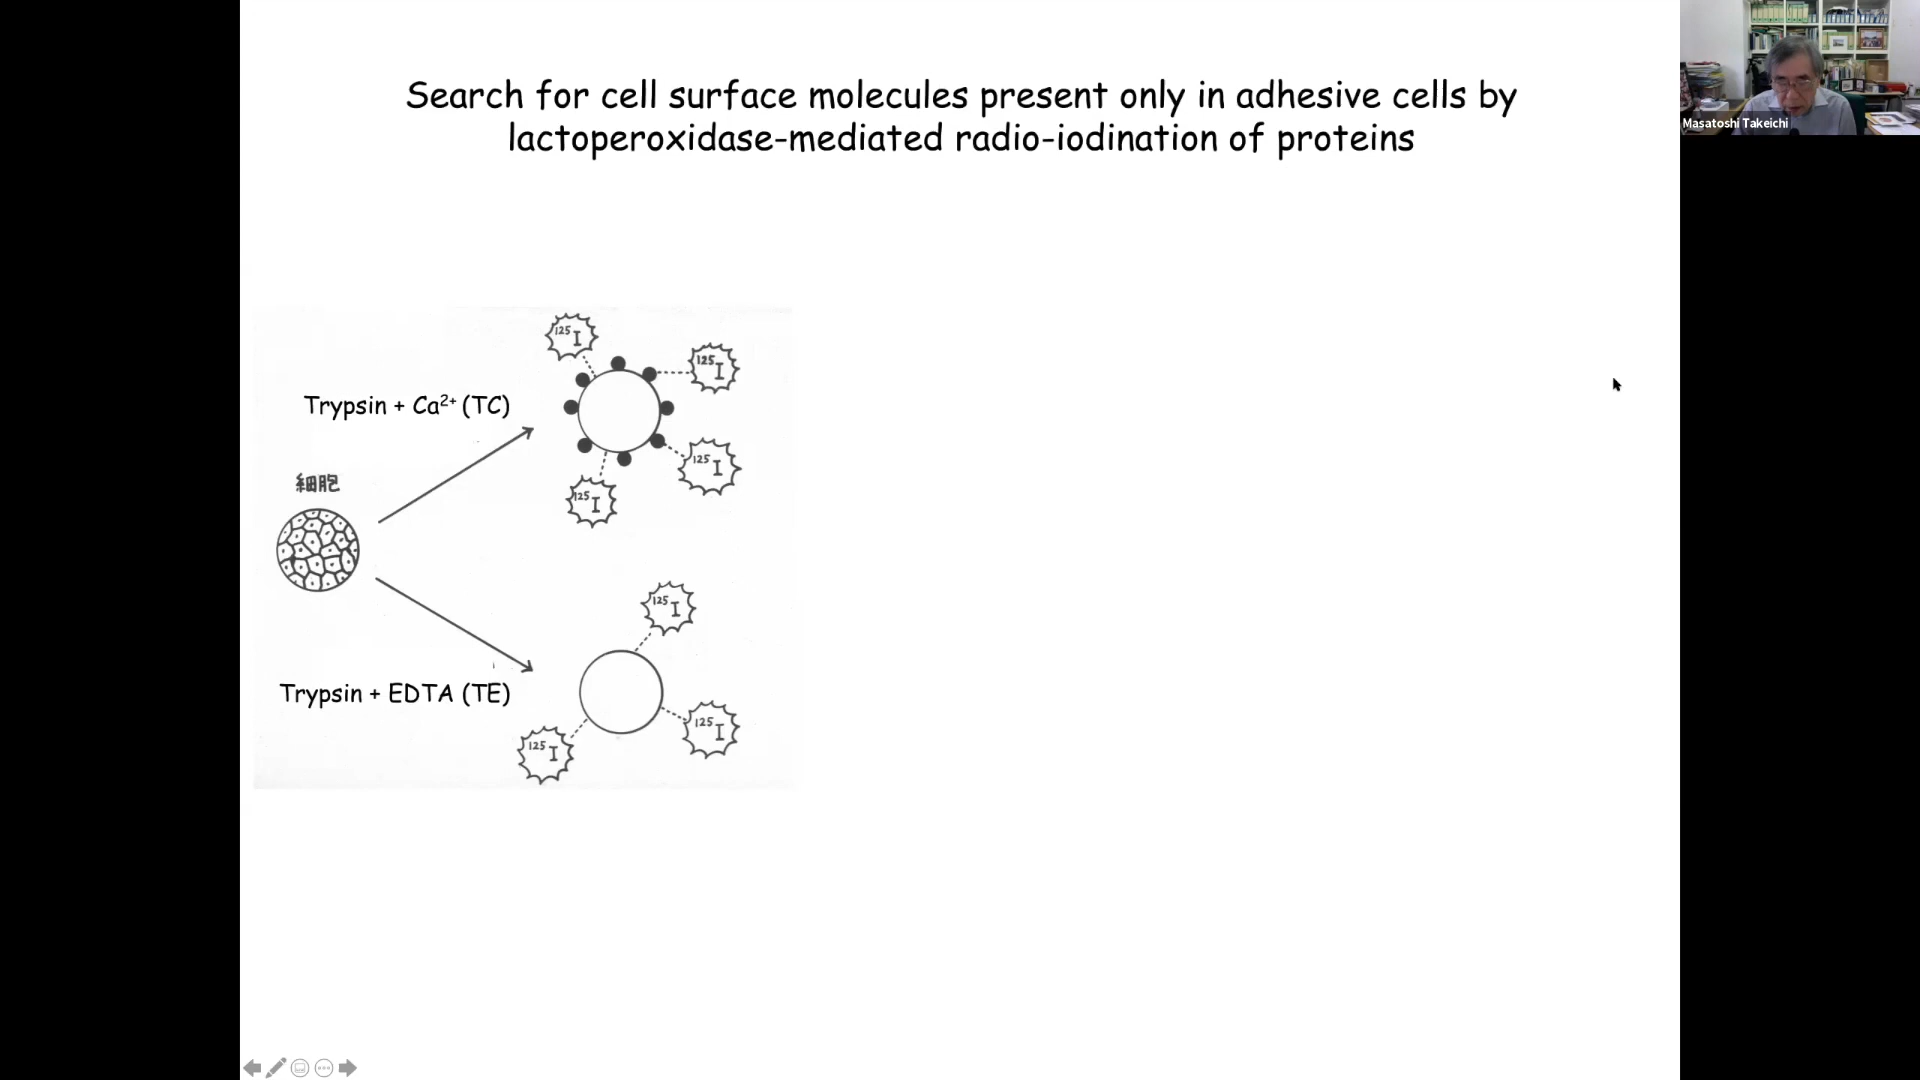 Search for cell surface molecules present only in adhesive cells by
lactoperoxidase-mediated radio-iodination of proteins
Masatoshi Takeichi
¹²⁵I
¹²⁵I
Trypsin + Ca²⁺ (TC)
¹²⁵I
細胞
¹²⁵I
¹²⁵I
Trypsin + EDTA (TE)
¹²⁵I
¹²⁵I